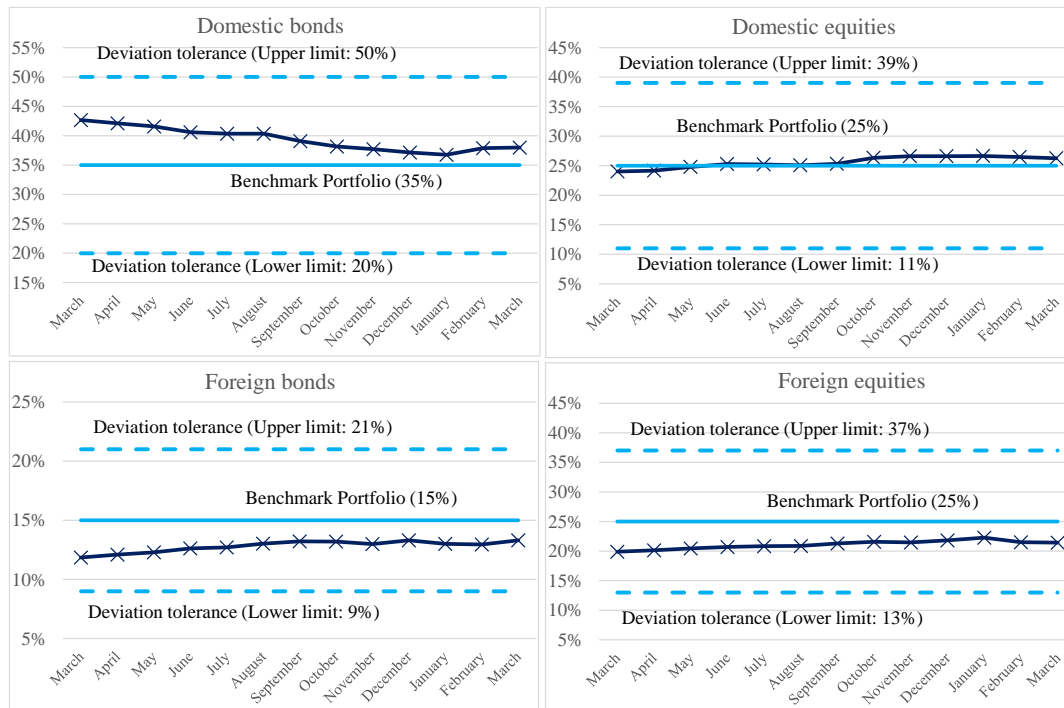 Domestic bonds
55%
Deviation tolerance (Upper limit: 50%)
50%
45%
40%
35%
Benchmark Portfolio (35%)
30%
25%
20%
Deviation tolerance (Lower limit: 20%)
15%
March April May June July August September October November December January February March
Domestic equities
45%
Deviation tolerance (Upper limit: 39%)
40%
35%
30%
Benchmark Portfolio (25%)
25%
20%
15%
10%
Deviation tolerance (Lower limit: 11%)
5%
March April May June July August September October November December January February March
Foreign bonds
25%
Deviation tolerance (Upper limit: 21%)
20%
Benchmark Portfolio (15%)
15%
10%
Deviation tolerance (Lower limit: 9%)
5%
March April May June July August September October November December January February March
Foreign equities
45%
40%
Deviation tolerance (Upper limit: 37%)
35%
30%
Benchmark Portfolio (25%)
25%
20%
15%
10%
Deviation tolerance (Lower limit: 13%)
5%
March April May June July August September October November December January February March